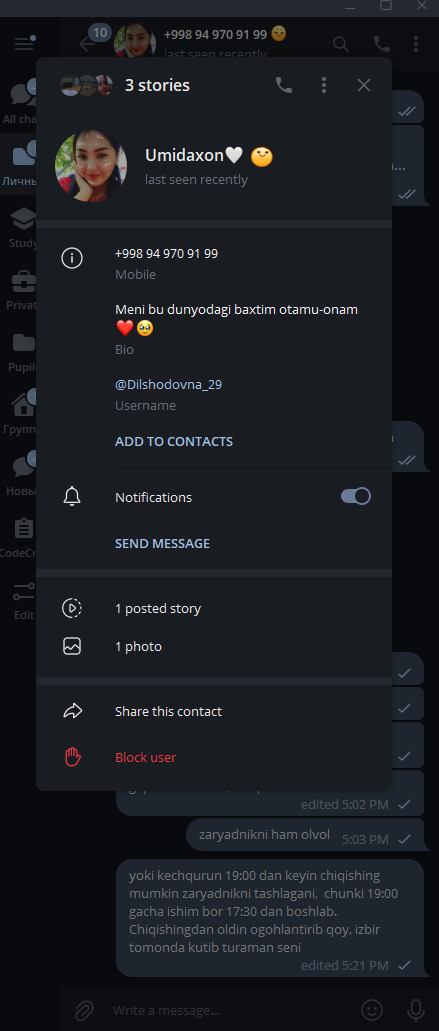 10
+998 94 970 91 99
last seen recently
3 stories
All cha
Umidaxon
last seen recently
Личны
Study
+998 94 970 91 99
Mobile
Privat
Meni bu dunyodagi baxtim otamu-onam
Bio
Pupil
@Dilshodovna_29
Username
Групп
ADD TO CONTACTS
Новы
Notifications
SEND MESSAGE
CodeCr
Edit
1 posted story
1 photo
Share this contact
Block user
edited 5:02 PM
zaryadnikni ham olvol 5:03 PM
yoki kechqurun 19:00 dan keyin chiqishing
mumkin zaryadnikni tashlagani, chunki 19:00
gacha ishim bor 17:30 dan boshlab.
Chiqishingdan oldin ogohlantirib qoy, izbir
tomonda kutib turaman seni
edited 5:21 PM
Write a message...